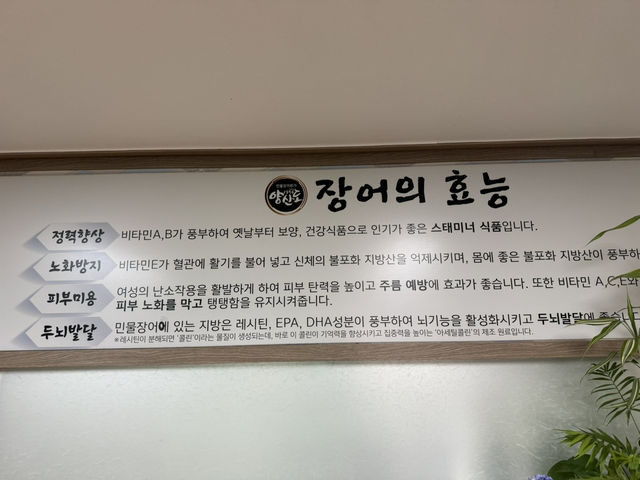 양심도
장어의 효능
정력향상
비타민A,B가 풍부하여 옛날부터 보양, 건강식품으로 인기가 좋은 스태미너 식품입니다.
노화방지
비타민E가 혈관에 활기를 불어 넣고 신체의 불포화 지방산을 억제시키며, 몸에 좋은 불포화 지방산이 풍부하
피부미용
여성의 난소작용을 활발하게 하여 피부 탄력을 높이고 주름 예방에 효과가 좋습니다. 또한 비타민 A,C,E와
피부 노화를 막고 탱탱함을 유지시켜줍니다.
두뇌발달
민물장어에 있는 지방은 레시틴, EPA, DHA성분이 풍부하여 뇌기능을 활성화시키고 두뇌발달에 좋습니
※레시틴이 분해되면 '콜린'이라는 물질이 생성되는데, 바로 이 콜린이 기억력을 향상시키고 집중력을 높이는 '아세틸콜린'의 제조 원료입니다.